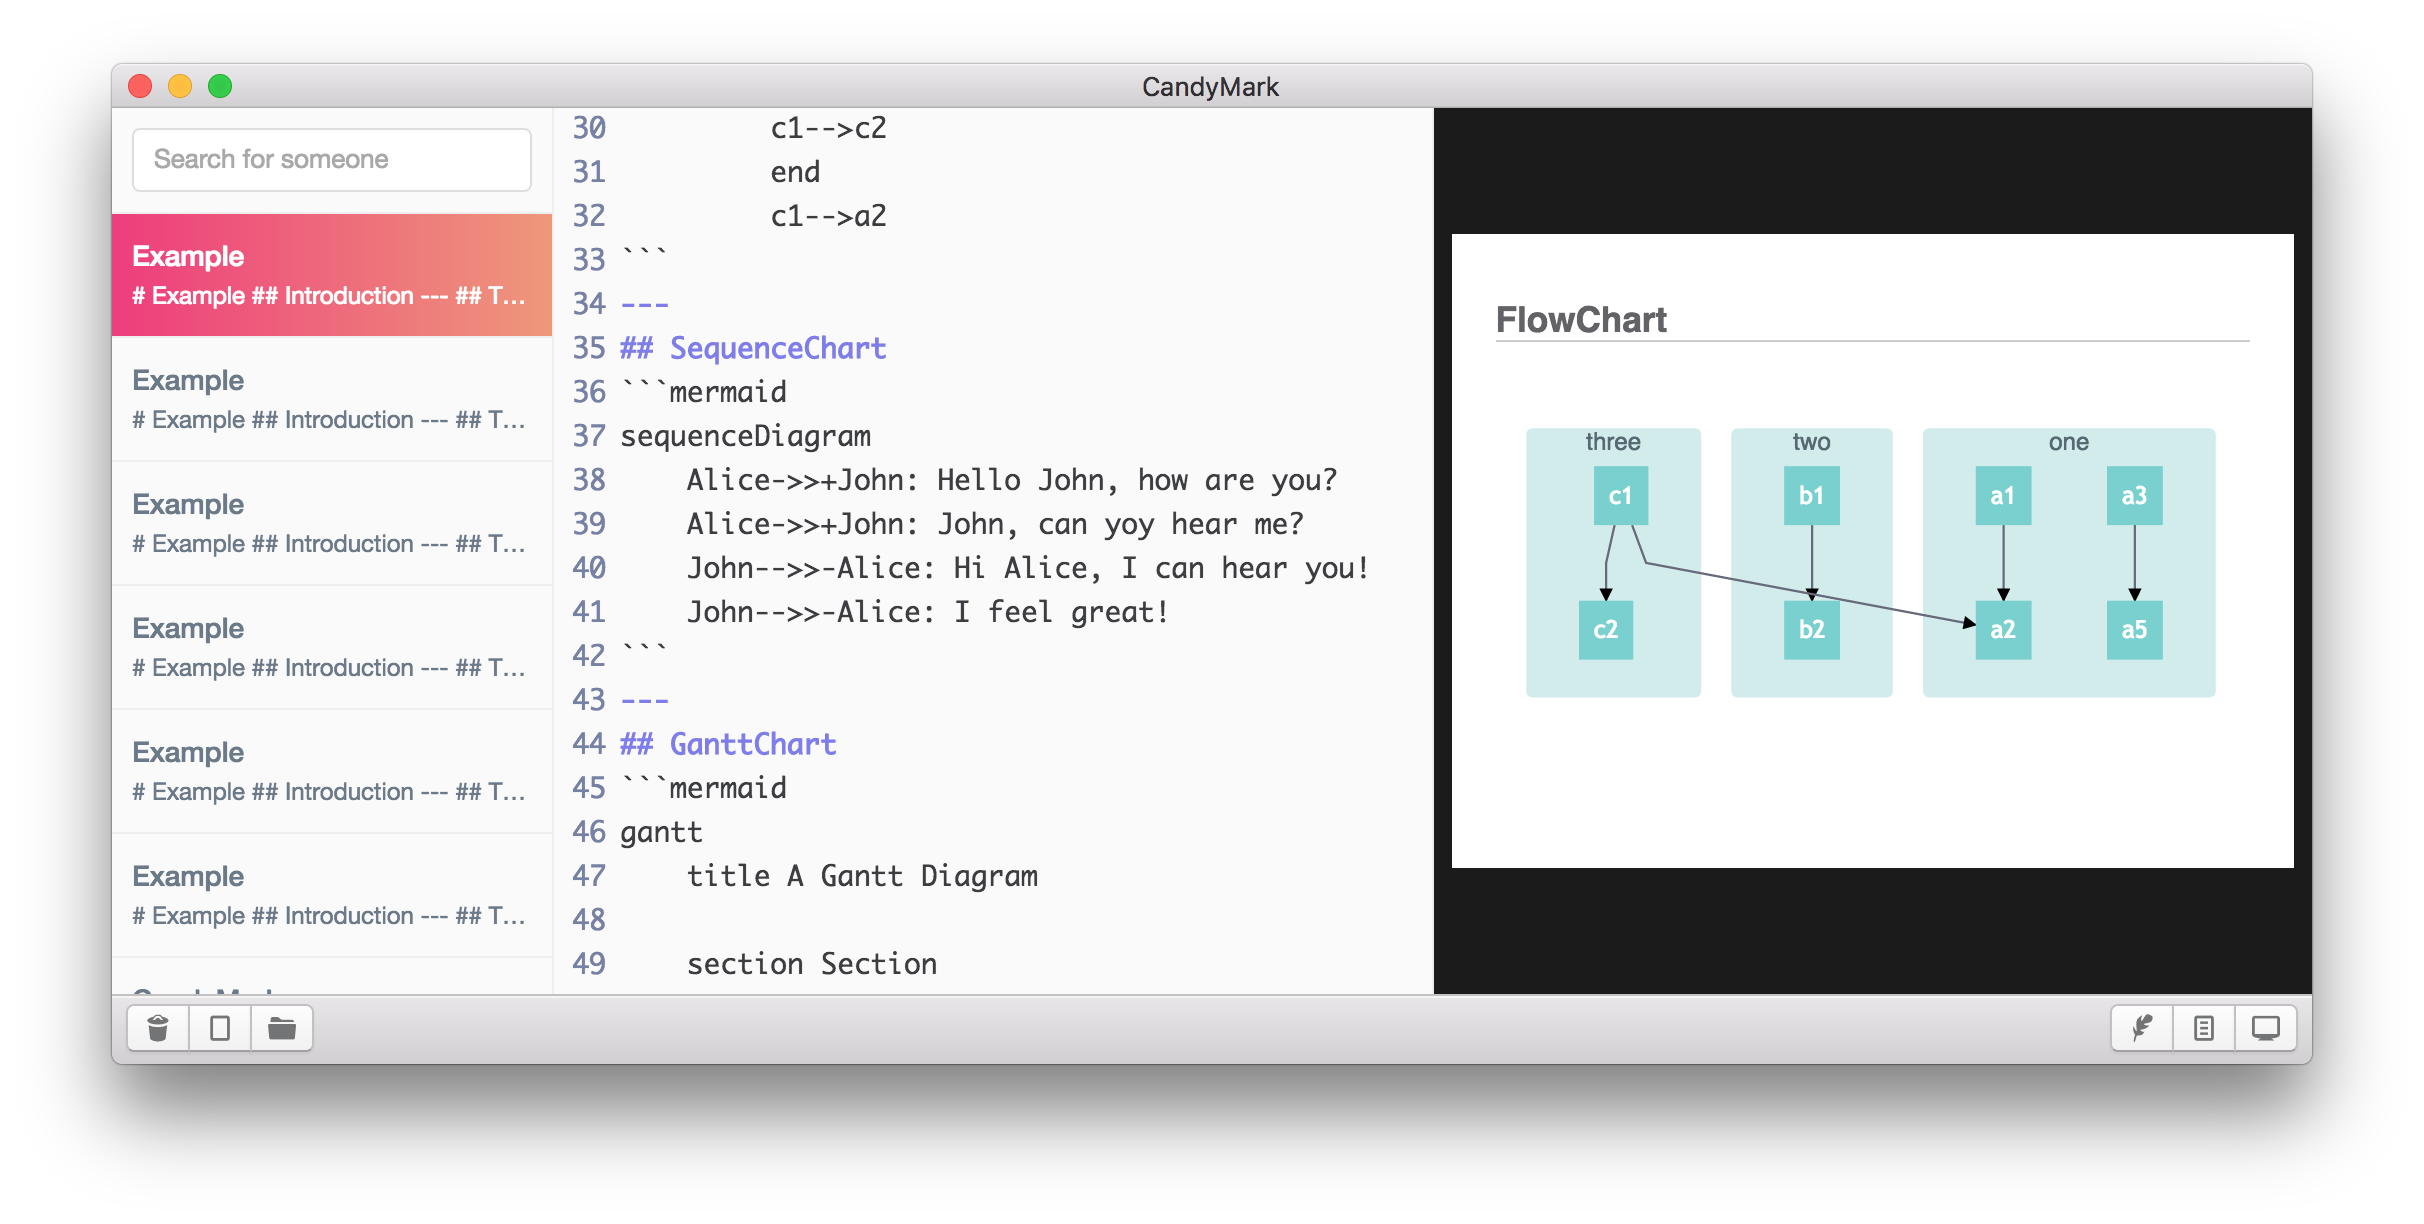 CandyMark
Search for someone
Example
# Example ## Introduction --- ## T...
Example
# Example ## Introduction --- ## T...
Example
# Example ## Introduction --- ## T...
Example
# Example ## Introduction --- ## T...
Example
# Example ## Introduction --- ## T...
Example
# Example ## Introduction --- ## T...
30 c1-->c2
31 end
32 c1-->a2
33 ```
34 ---
35 ## SequenceChart
36 ```mermaid
37 sequenceDiagram
38 Alice->>+John: Hello John, how are you?
39 Alice->>+John: John, can yoy hear me?
40 John-->>-Alice: Hi Alice, I can hear you!
41 John-->>-Alice: I feel great!
42 ```
43 ---
44 ## GanttChart
45 ```mermaid
46 gantt
47 title A Gantt Diagram
48
49 section Section
FlowChart
three two one
c1 b1 a1 a3
c2 b2 a2 a5